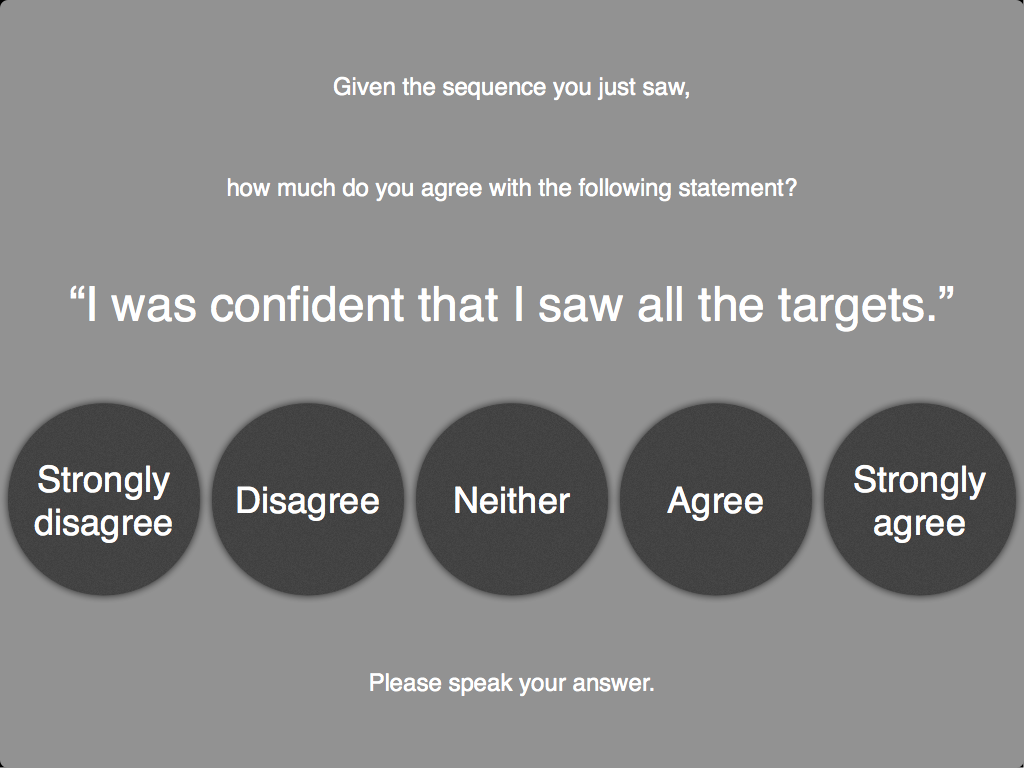 Given the sequence you just saw,
how much do you agree with the following statement?
“I was confident that I saw all the targets.”
Strongly
disagree
Disagree
Neither
Agree
Strongly
agree
Please speak your answer.